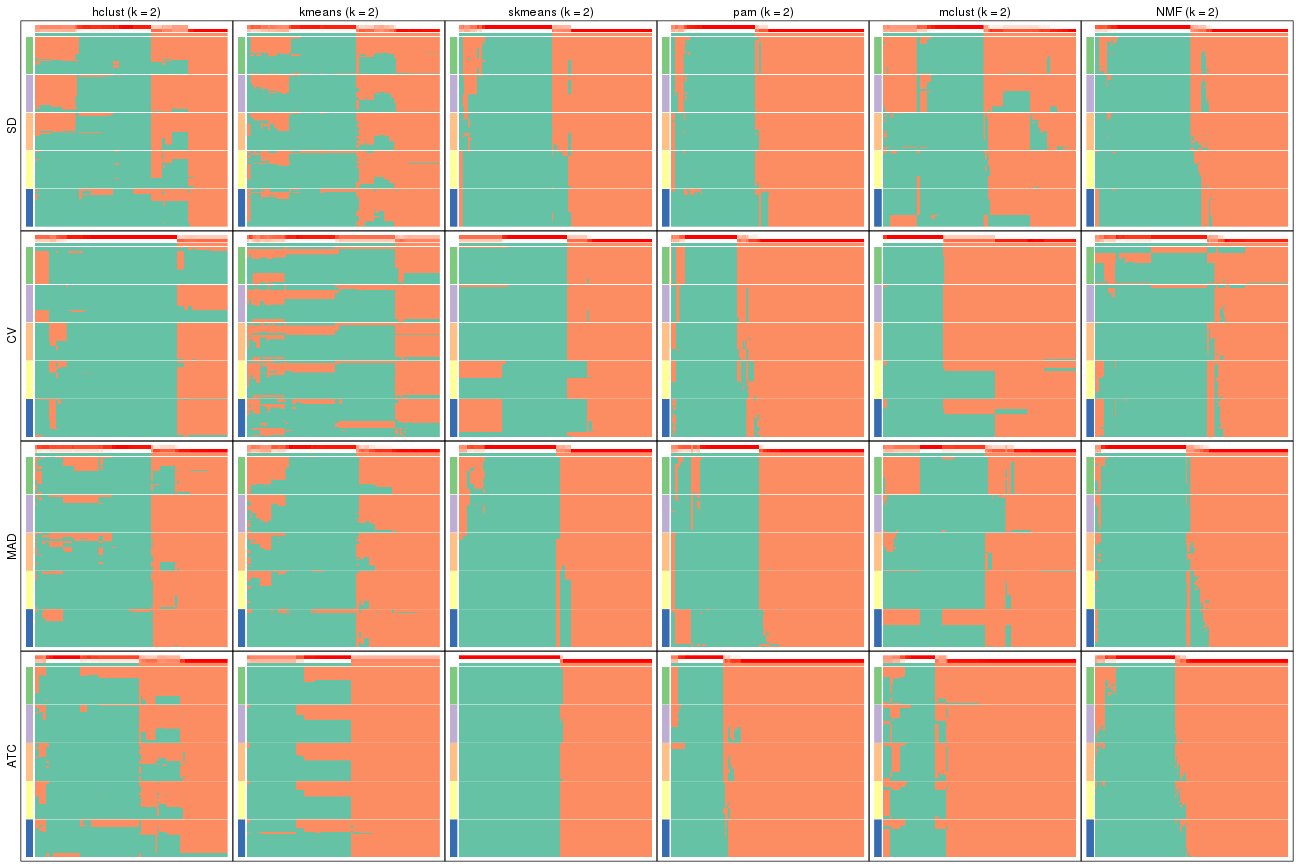 hclust (k = 2)
kmeans (k = 2)
skmeans (k = 2)
pam (k = 2)
mclust (k = 2)
NMF (k = 2)
SD
CV
MAD
ATC